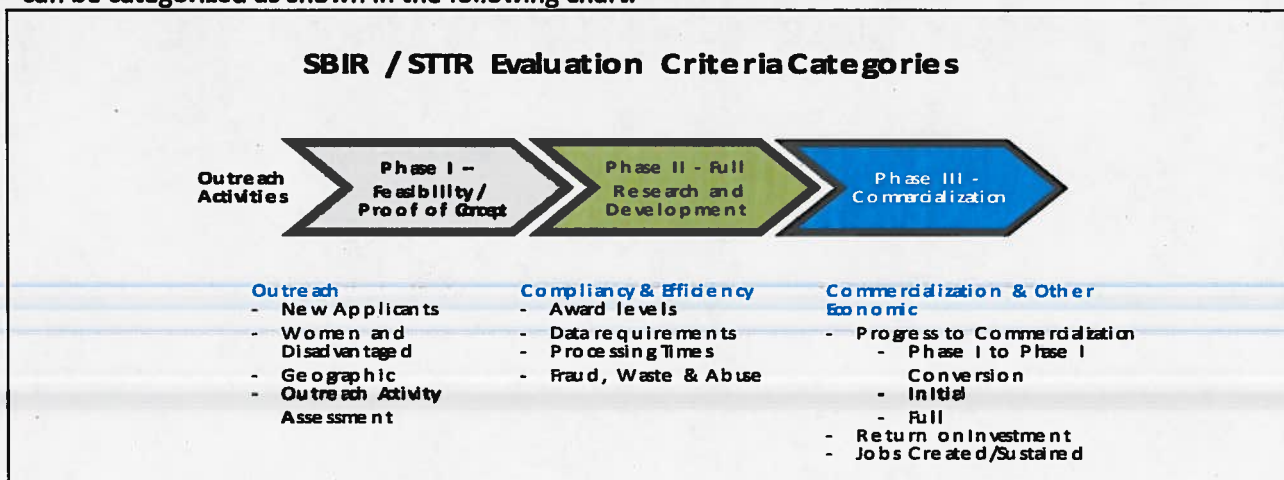 can be categorized as shown in the following chart:
SBIR / STTR Evaluation Criteria Categories
Outreach
Activities
Phase I –
Feasibility/
Proof of Concept
Phase II - Full
Research and
Development
Phase III -
Commercialization
Outreach
- New Applicants
- Women and
Disadvantaged
- Geographic
- Outreach Activity
Assessment
Compliancy & Efficiency
- Award levels
- Data requirements
- Processing Times
- Fraud, Waste & Abuse
Commercialization & Other
Economic
- Progress to Commercialization
- Phase I to Phase I
Conversion
- Initial
- Full
- Return on Investment
- Jobs Created/Sustained